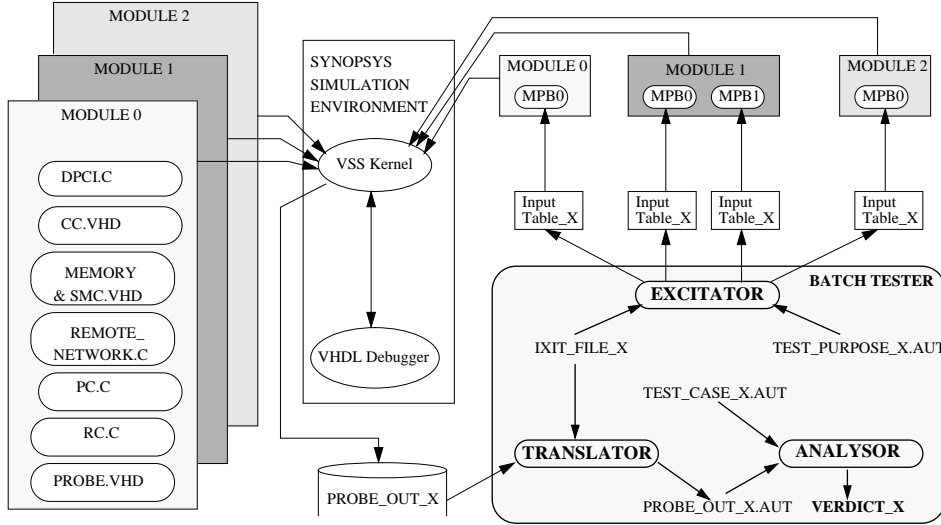 MODULE 2
MODULE 1
MODULE 0
DPCI.C
CC.VHD
MEMORY
& SMC.VHD
REMOTE_
NETWORK.C
PC.C
RC.C
PROBE.VHD
SYNOPSYS
SIMULATION
ENVIRONMENT
VSS Kernel
VHDL Debugger
PROBE_OUT_X
MODULE 0
MPB0
MODULE 1
MPB0
MPB1
MODULE 2
MPB0
Input
Table_X
Input
Table_X
Input
Table_X
Input
Table_X
BATCH TESTER
EXCITATOR
IXIT_FILE_X
TEST_PURPOSE_X.AUT
TEST_CASE_X.AUT
TRANSLATOR
ANALYSOR
PROBE_OUT_X.AUT
VERDICT_X